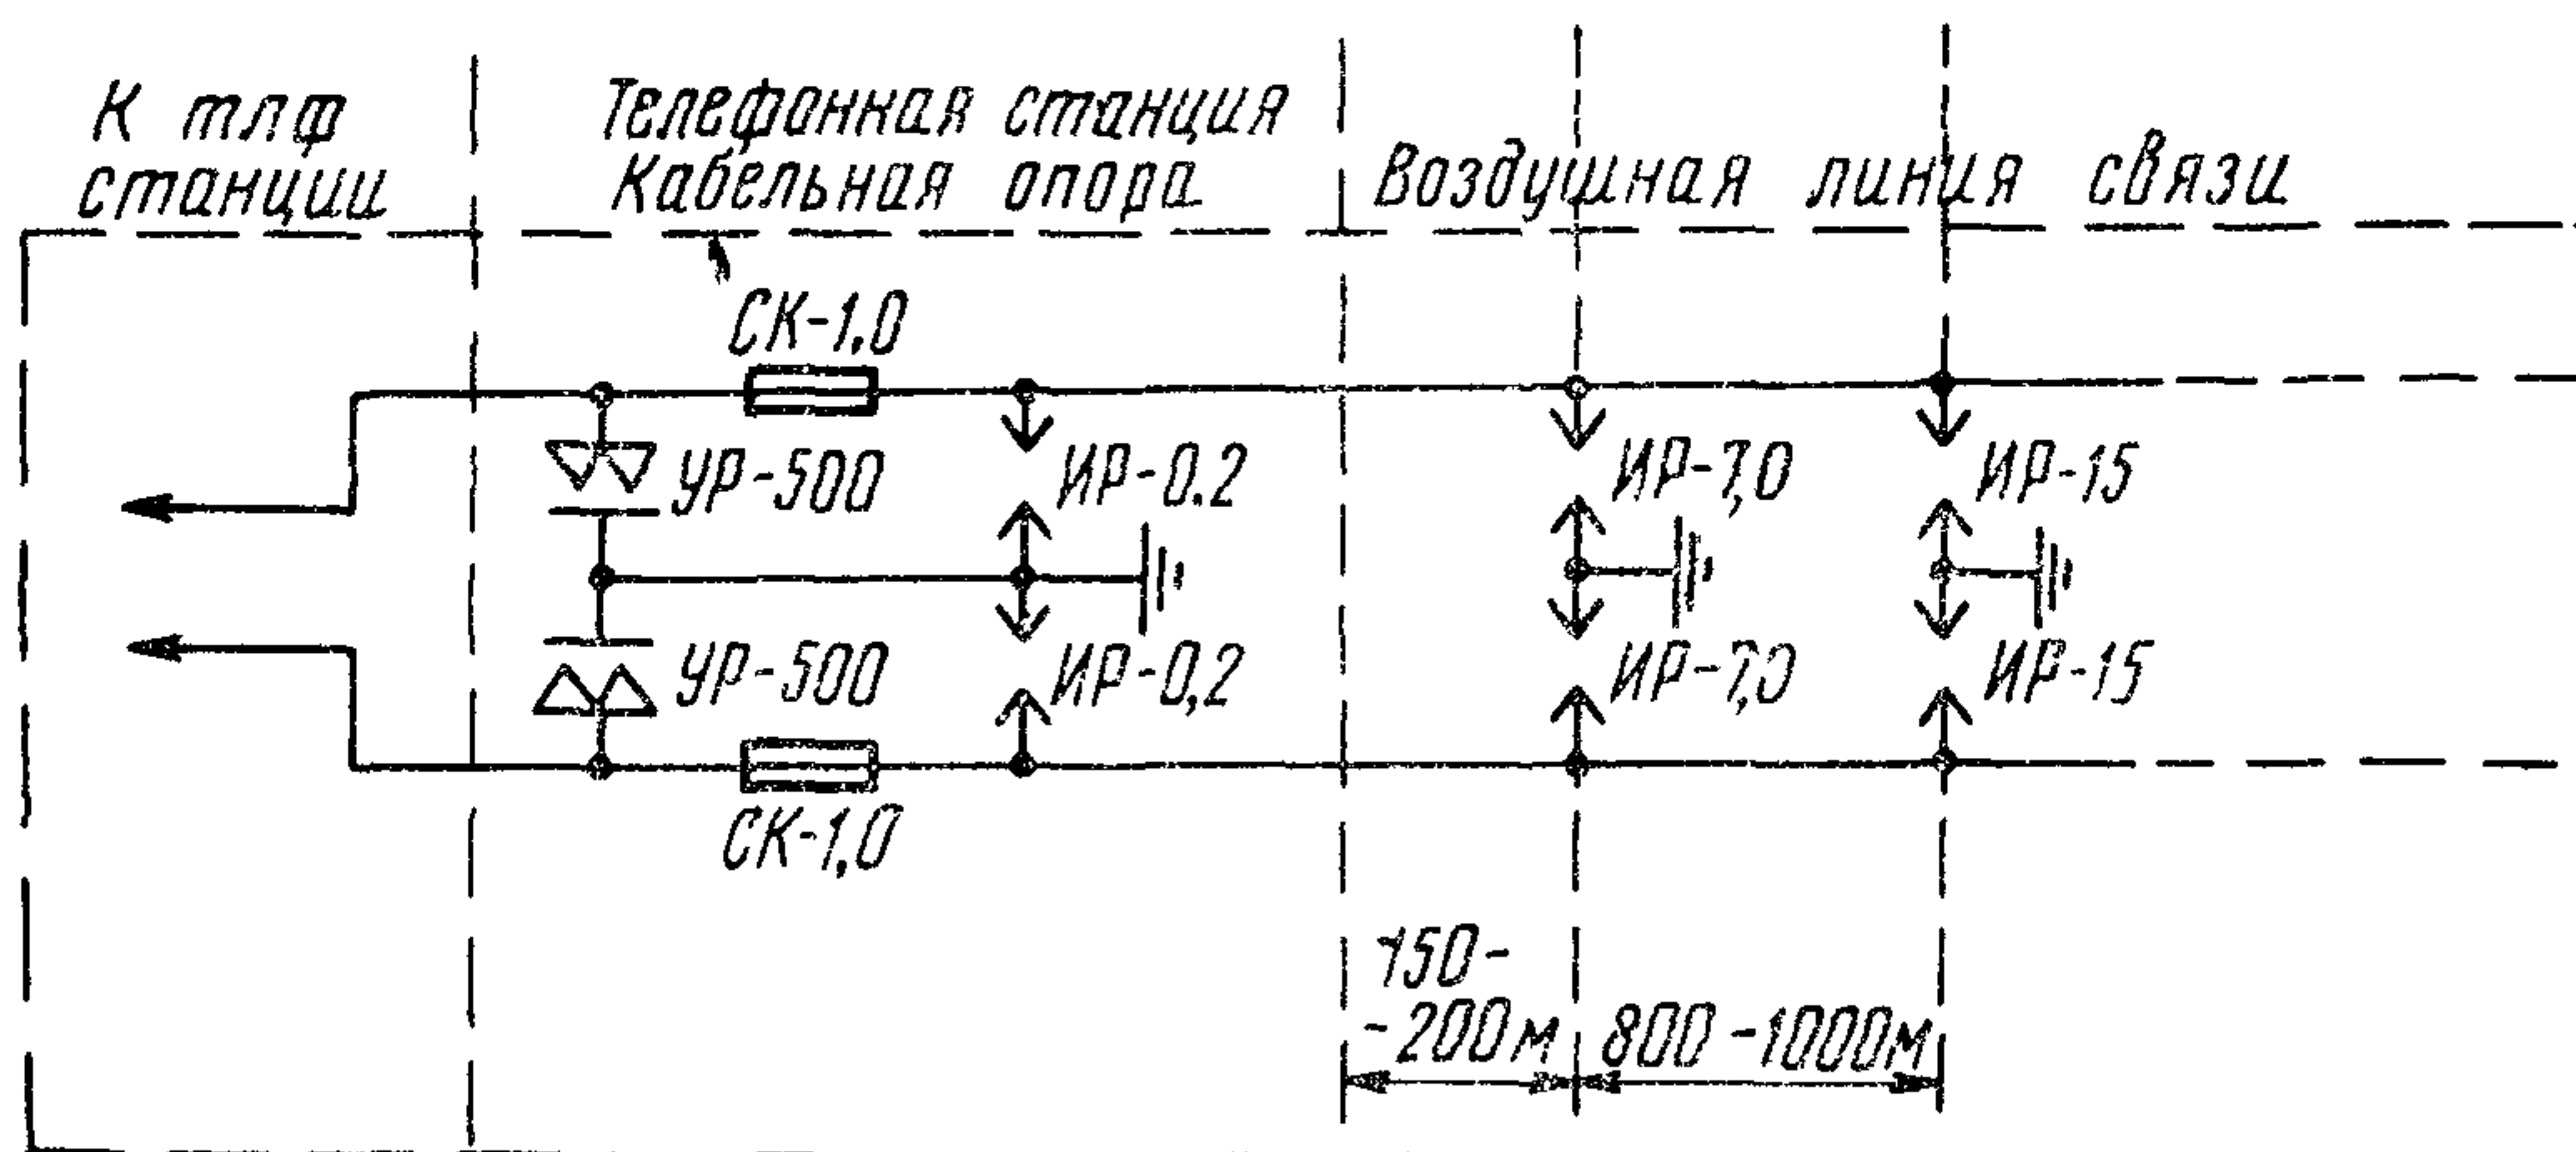 К тлф
станции
Телефонная станция
Кабельная опора
Воздушная линия связи
СК-1,0
УР-500
ИР-0.2
ИР-7,0
ИР-15
УР-500
ИР-0,2
ИР-7,0
ИР-15
СК-1,0
150-
-200м
800-1000м